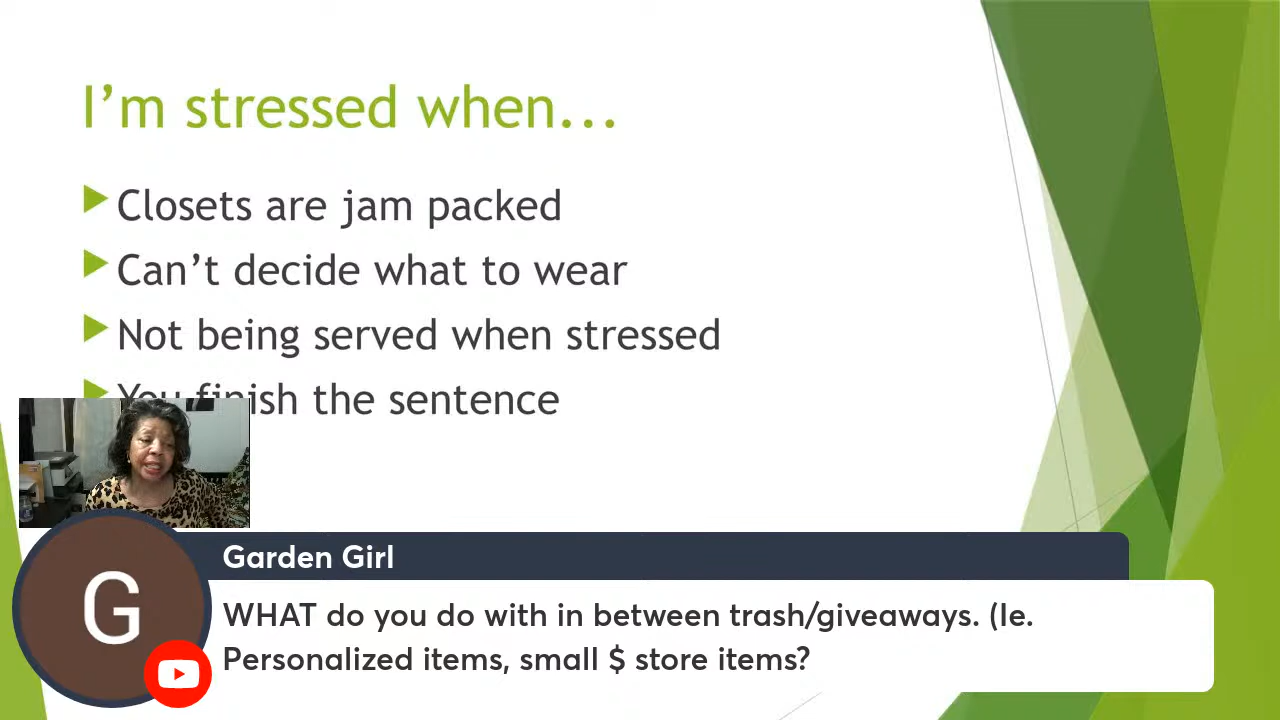 I'm stressed when...
Closets are jam packed
Can't decide what to wear
Not being served when stressed
You finish the sentence
G
Garden Girl
WHAT do you do with in between trash/giveaways. (Ie.
Personalized items, small $ store items?